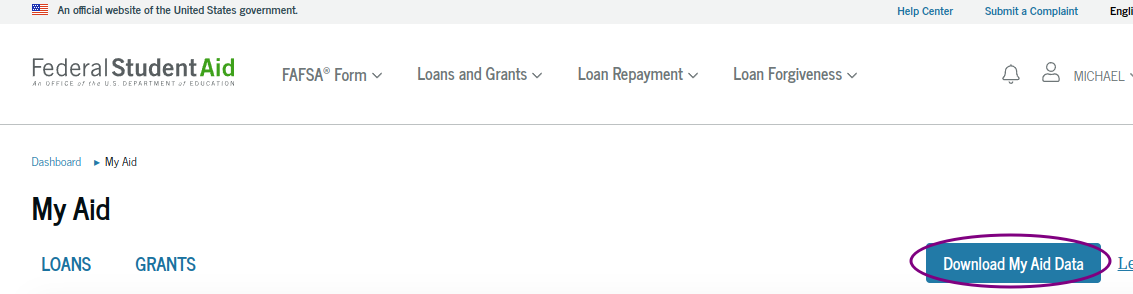 An official website of the United States government.
Help Center Submit a Complaint Engli
Federal Student Aid
An OFFICE of the U.S. DEPARTMENT of EDUCATION
FAFSA® Form Loans and Grants Loan Repayment Loan Forgiveness MICHAEL
Dashboard ▸ My Aid
My Aid
LOANS GRANTS Download My Aid Data Le